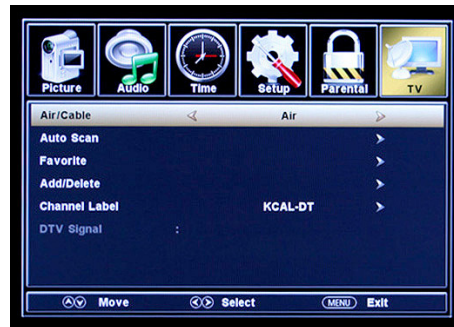 Picture Audio Time Setup Parental TV
Air/Cable Air
Auto Scan
Favorite
Add/Delete
Channel Label KCAL-DT
DTV Signal :
Move Select MENU Exit